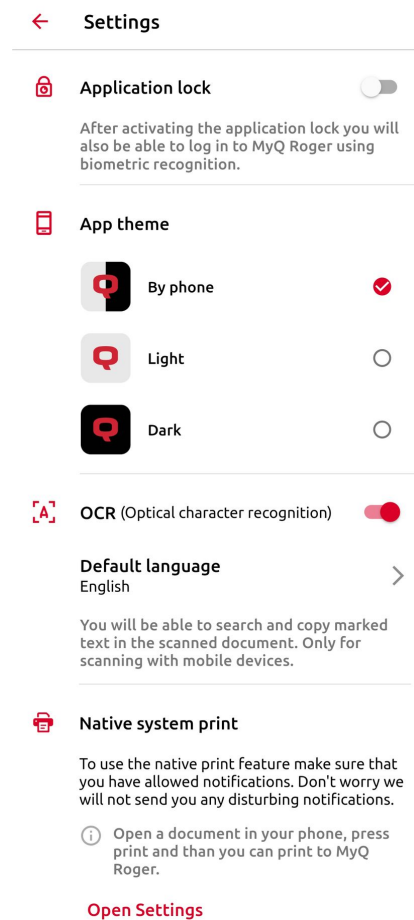 Settings
Application lock
After activating the application lock you will
also be able to log in to MyQ Roger using
biometric recognition.
App theme
By phone
Light
Dark
[A] OCR (Optical character recognition)
Default language
English
You will be able to search and copy marked
text in the scanned document. Only for
scanning with mobile devices.
Native system print
To use the native print feature make sure that
you have allowed notifications. Don't worry we
will not send you any disturbing notifications.
Open a document in your phone, press
print and than you can print to MyQ
Roger.
Open Settings